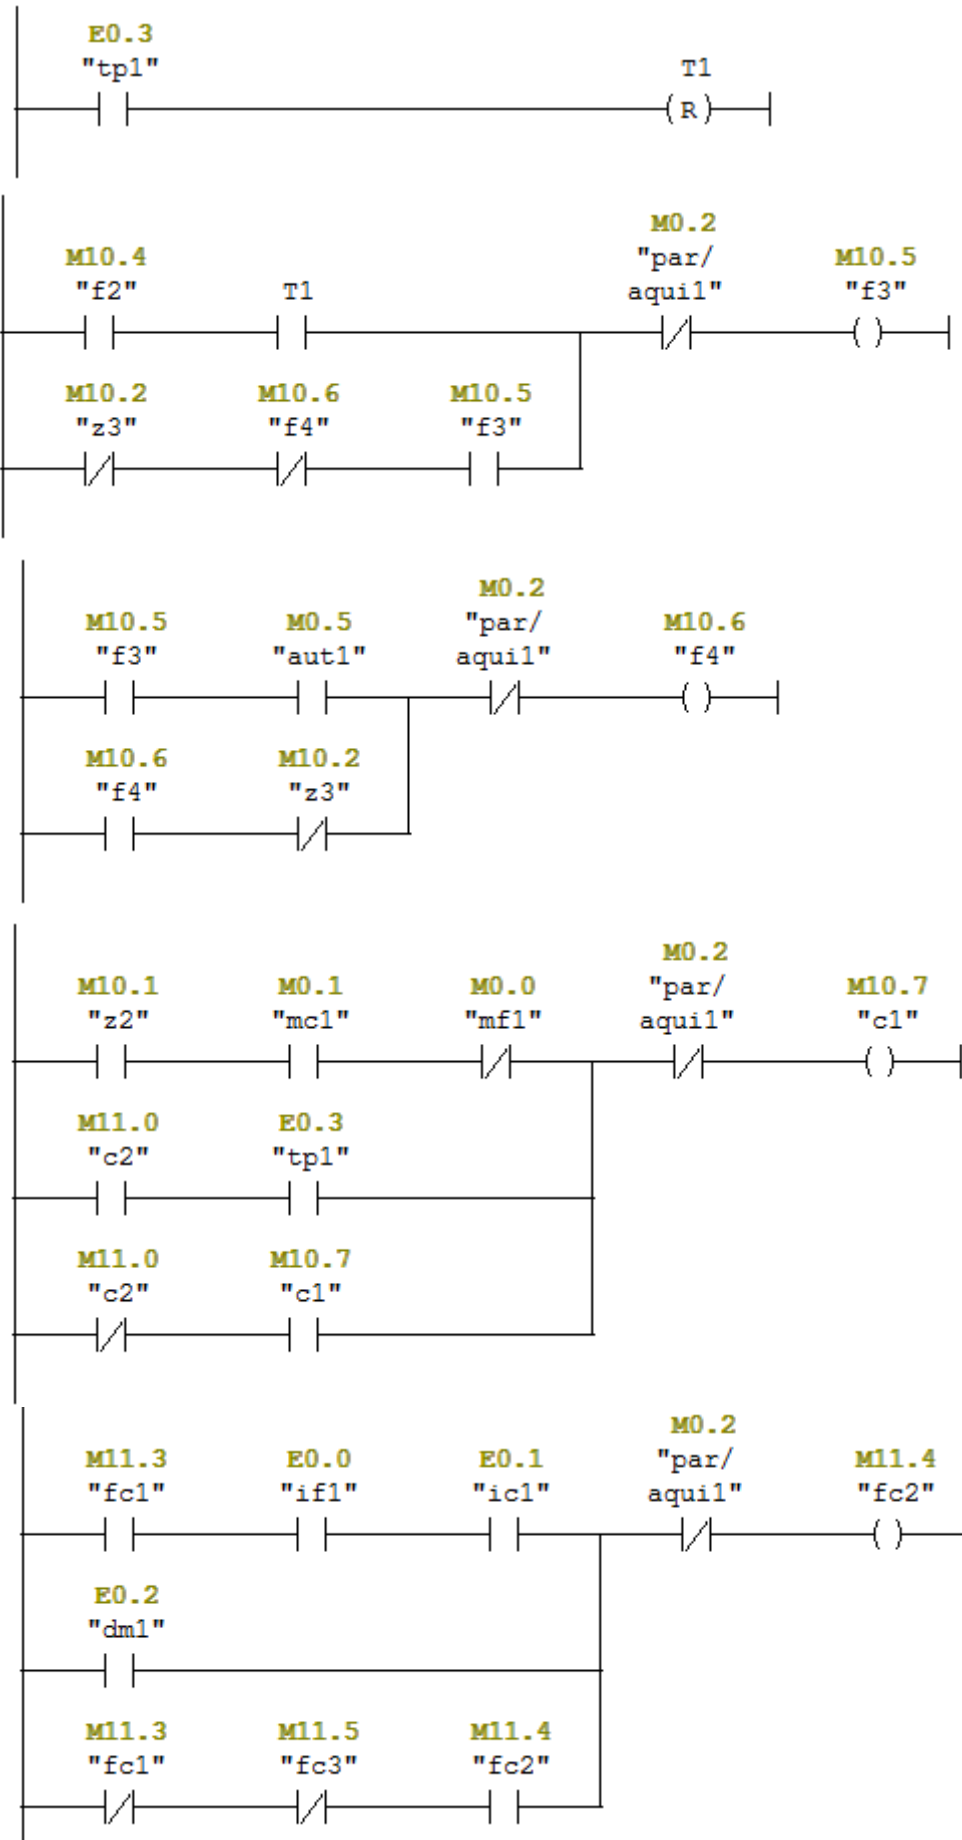 E0.3
"tp1" T1
( R )
M0.2
M10.4 "par/ M10.5
"f2" T1 aqui1" "f3"
M10.2 M10.6 M10.5
"z3" "f4" "f3"
M0.2
M10.5 M0.5 "par/ M10.6
"f3" "aut1" aqui1" "f4"
M10.6 M10.2
"f4" "z3"
M0.2
M10.1 M0.1 M0.0 "par/ M10.7
"z2" "mc1" "mf1" aqui1" "c1"
M11.0 E0.3
"c2" "tp1"
M11.0 M10.7
"c2" "c1"
M0.2
M11.3 E0.0 E0.1 "par/ M11.4
"fc1" "if1" "ic1" aqui1" "fc2"
E0.2
"dm1"
M11.3 M11.5 M11.4
"fc1" "fc3" "fc2"